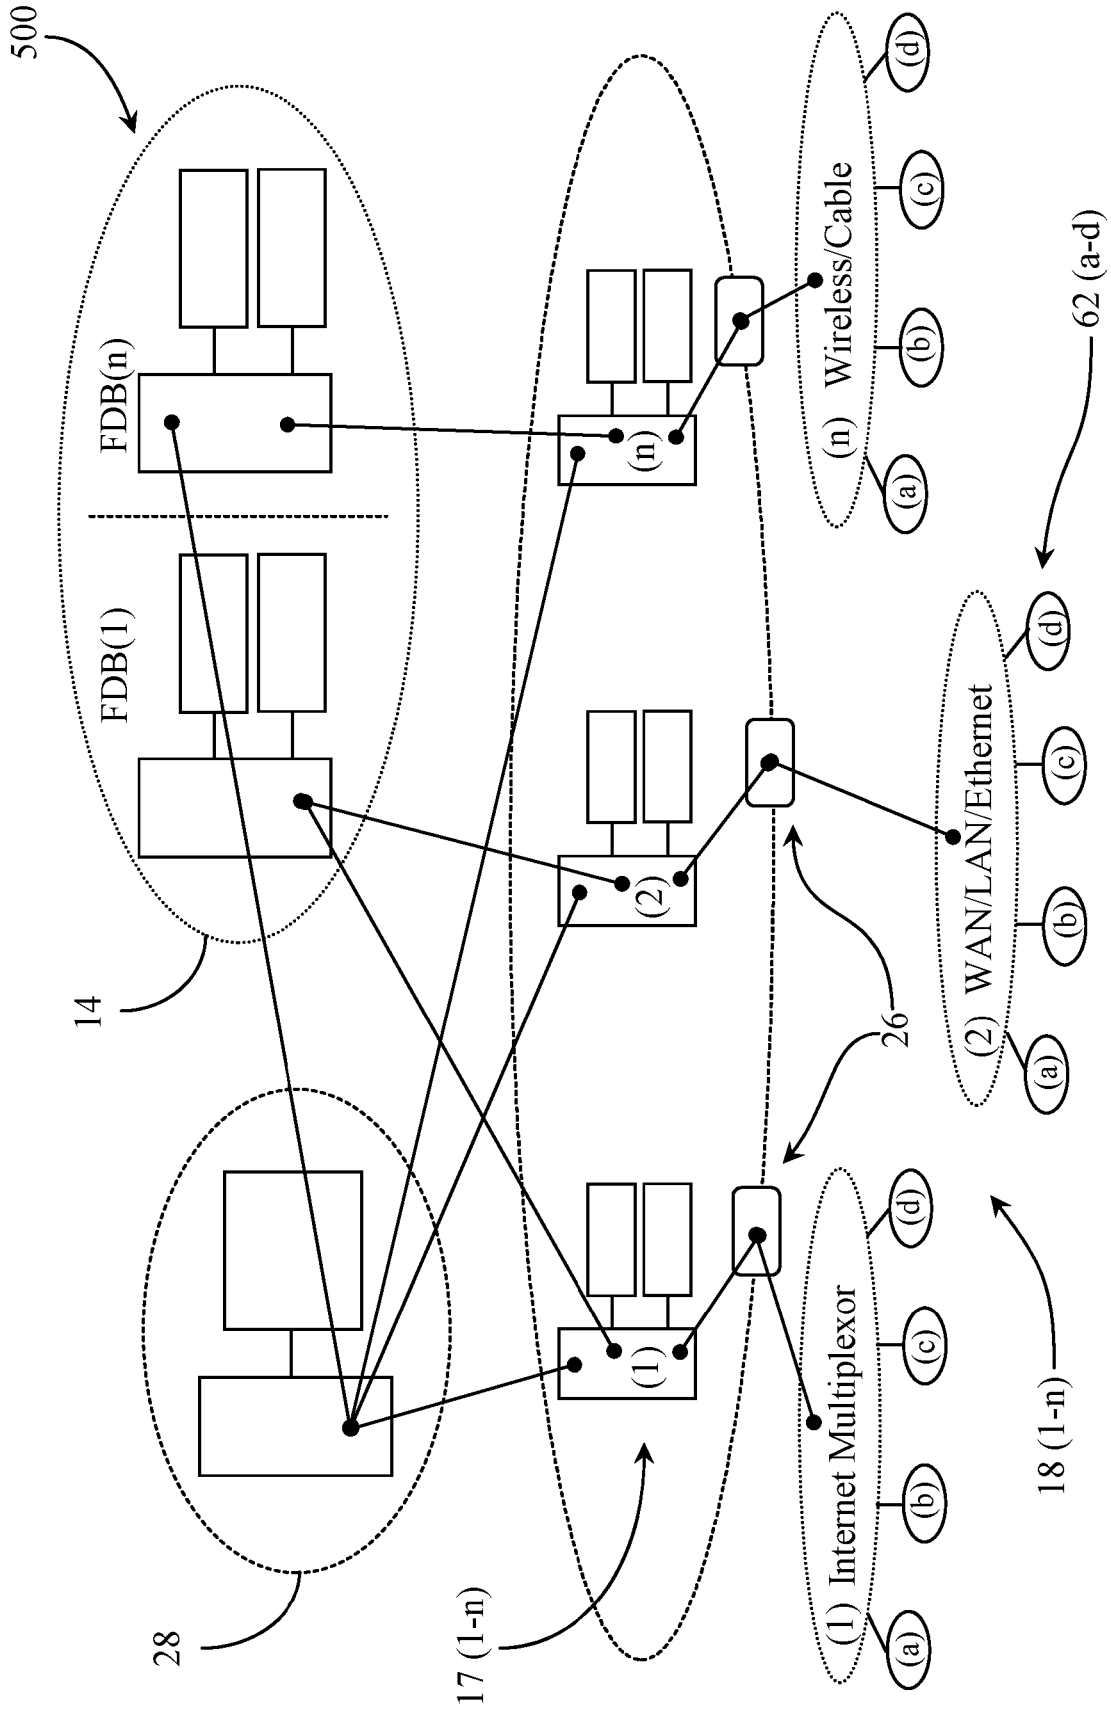 500
FDB(1)
FDB(n)
14
28
17 (1-n)
(1)
(2)
(n)
26
(1) Internet Multiplexor
(a)
(b)
(c)
(d)
(2) WAN/LAN/Ethernet
(a)
(b)
(c)
(d)
(n) Wireless/Cable
(a)
(b)
(c)
(d)
18 (1-n)
62 (a-d)